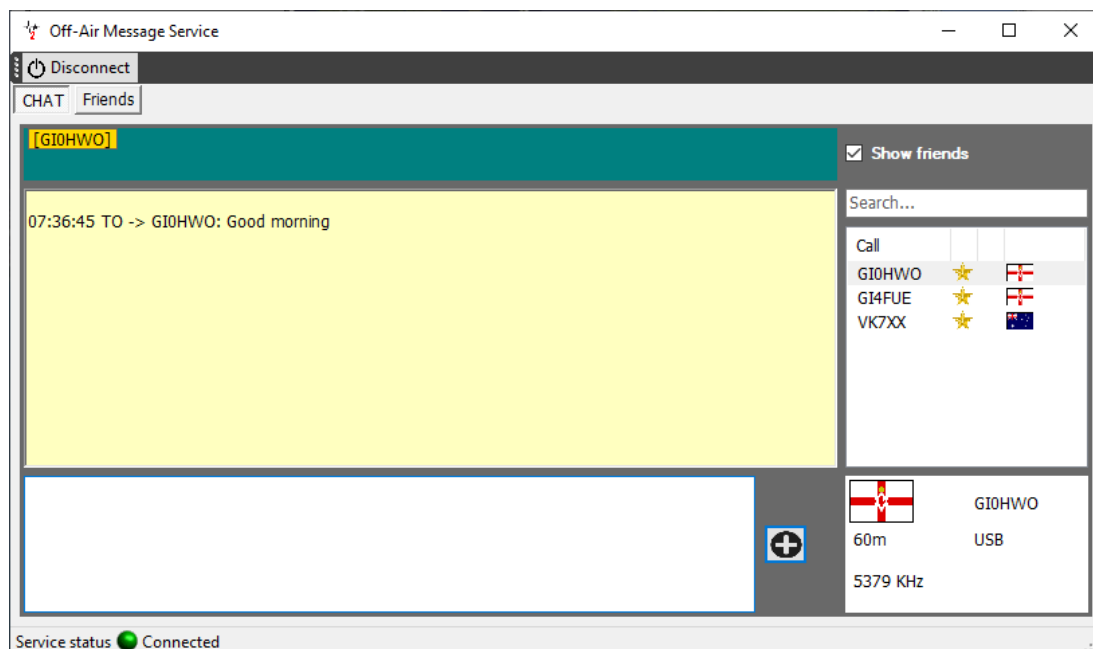 Off-Air Message Service
Disconnect
CHAT Friends
[GI0HWO]
Show friends
07:36:45 TO -> GI0HWO: Good morning
Search...
Call
GI0HWO
GI4FUE
VK7XX
GI0HWO
60m USB
5379 KHz
Service status Connected